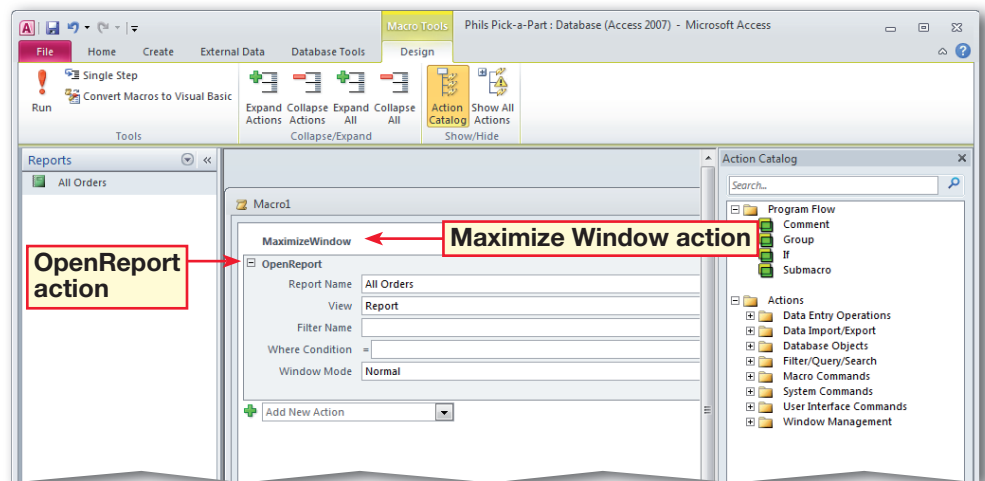 A
Macro Tools
Phils Pick-a-Part : Database (Access 2007) - Microsoft Access
File Home Create External Data Database Tools Design
Run
Single Step
Convert Macros to Visual Basic
Tools
Expand Actions
Collapse Actions
Expand All
Collapse All
Collapse/Expand
Action Catalog
Show All Actions
Show/Hide
Reports
All Orders
Macro1
MaximizeWindow
Maximize Window action
OpenReport
action
OpenReport
Report Name All Orders
View Report
Filter Name
Where Condition =
Window Mode Normal
Add New Action
Action Catalog
Search...
Program Flow
Comment
Group
If
Submacro
Actions
Data Entry Operations
Data Import/Export
Database Objects
Filter/Query/Search
Macro Commands
System Commands
User Interface Commands
Window Management